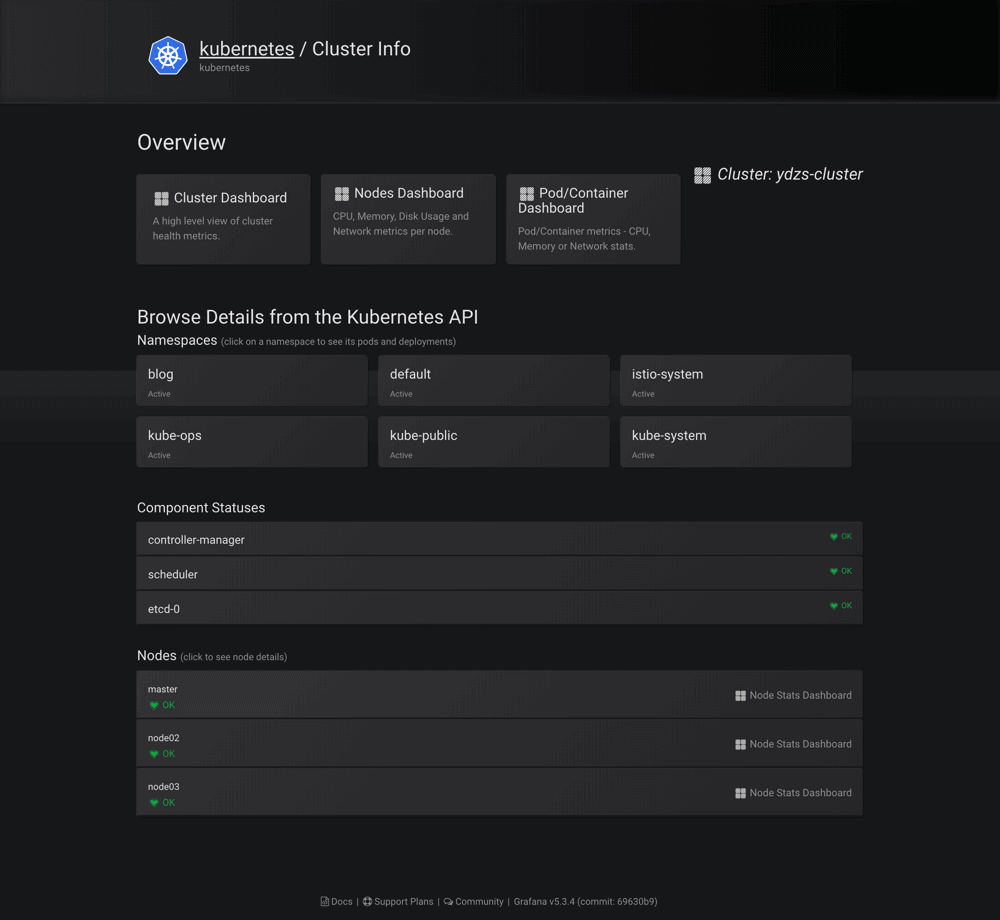 kubernetes / Cluster Info
kubernetes
Overview
Cluster: ydzs-cluster
Cluster Dashboard
A high level view of cluster
health metrics.
Nodes Dashboard
CPU, Memory, Disk Usage and
Network metrics per node.
Pod/Container
Dashboard
Pod/Container metrics - CPU,
Memory or Network stats.
Browse Details from the Kubernetes API
Namespaces (click on a namespace to see its pods and deployments)
blog
Active
default
Active
istio-system
Active
kube-ops
Active
kube-public
Active
kube-system
Active
Component Statuses
controller-manager
OK
scheduler
OK
etcd-0
OK
Nodes (click to see node details)
master
OK
Node Stats Dashboard
node02
OK
Node Stats Dashboard
node03
OK
Node Stats Dashboard
Docs | Support Plans | Community | Grafana v5.3.4 (commit: 69630b9)